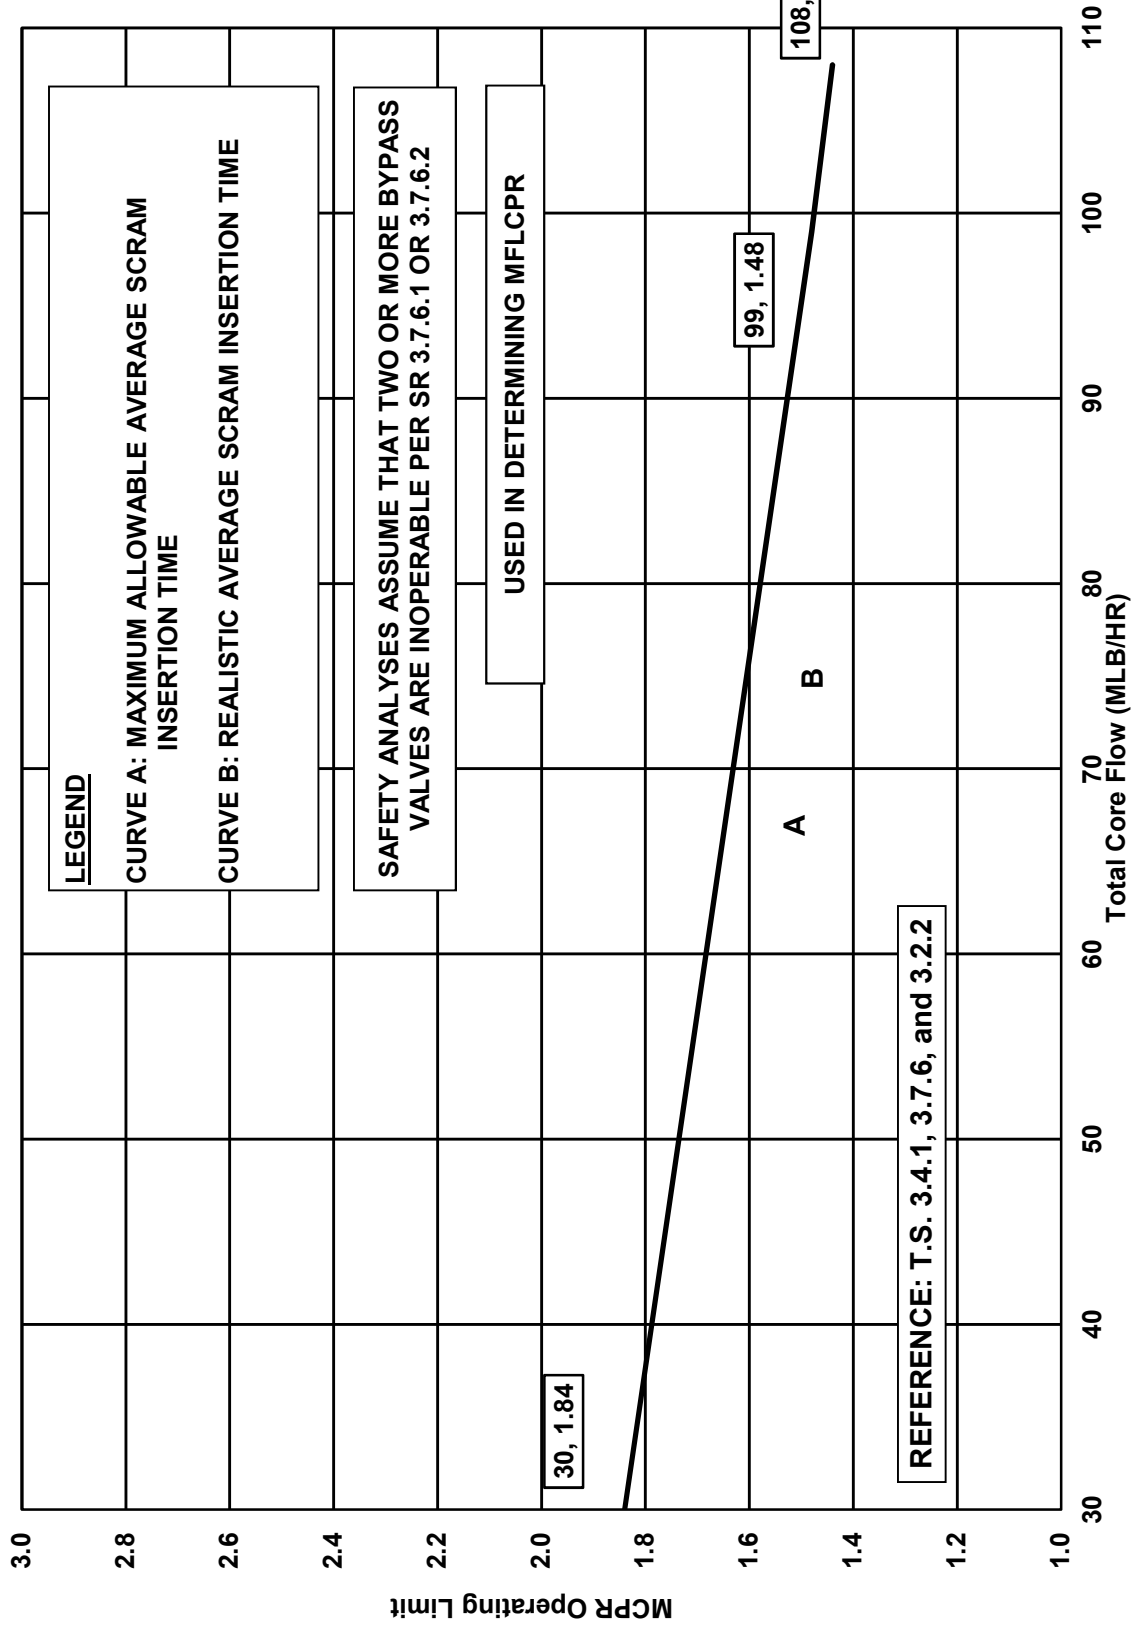 LEGEND
CURVE A: MAXIMUM ALLOWABLE AVERAGE SCRAM
INSERTION TIME
CURVE B: REALISTIC AVERAGE SCRAM INSERTION TIME
SAFETY ANALYSES ASSUME THAT TWO OR MORE BYPASS
VALVES ARE INOPERABLE PER SR 3.7.6.1 OR 3.7.6.2
USED IN DETERMINING MFLCPR
30, 1.84
99, 1.48
108,
A
B
REFERENCE: T.S. 3.4.1, 3.7.6, and 3.2.2
MCPR Operating Limit
3.0
2.8
2.6
2.4
2.2
2.0
1.8
1.6
1.4
1.2
1.0
30
40
50
60
70
80
90
100
110
Total Core Flow (MLB/HR)